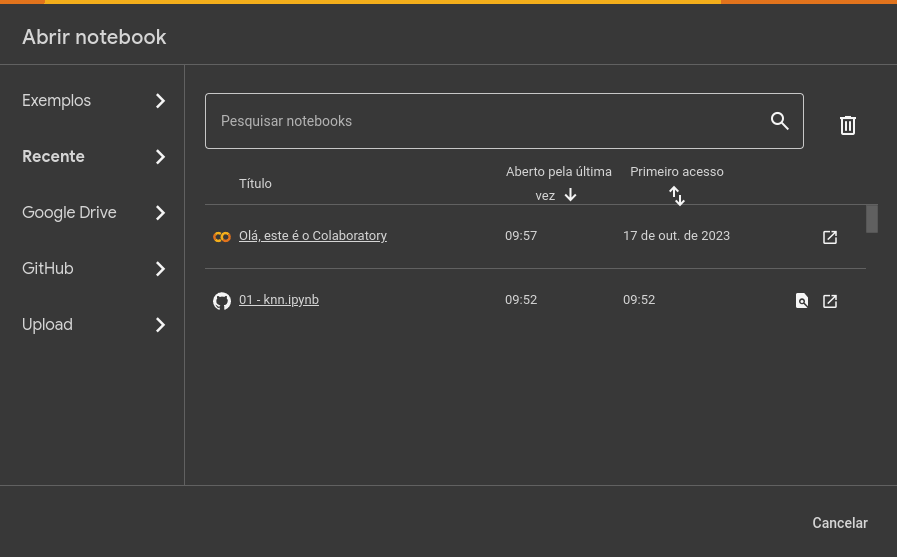 Abrir notebook
Exemplos
Recente
Google Drive
GitHub
Upload
Pesquisar notebooks
Título
Aberto pela última
vez
Primeiro acesso
Olá, este é o Colaboratory
09:57
17 de out. de 2023
01 - knn.ipynb
09:52
09:52
Cancelar